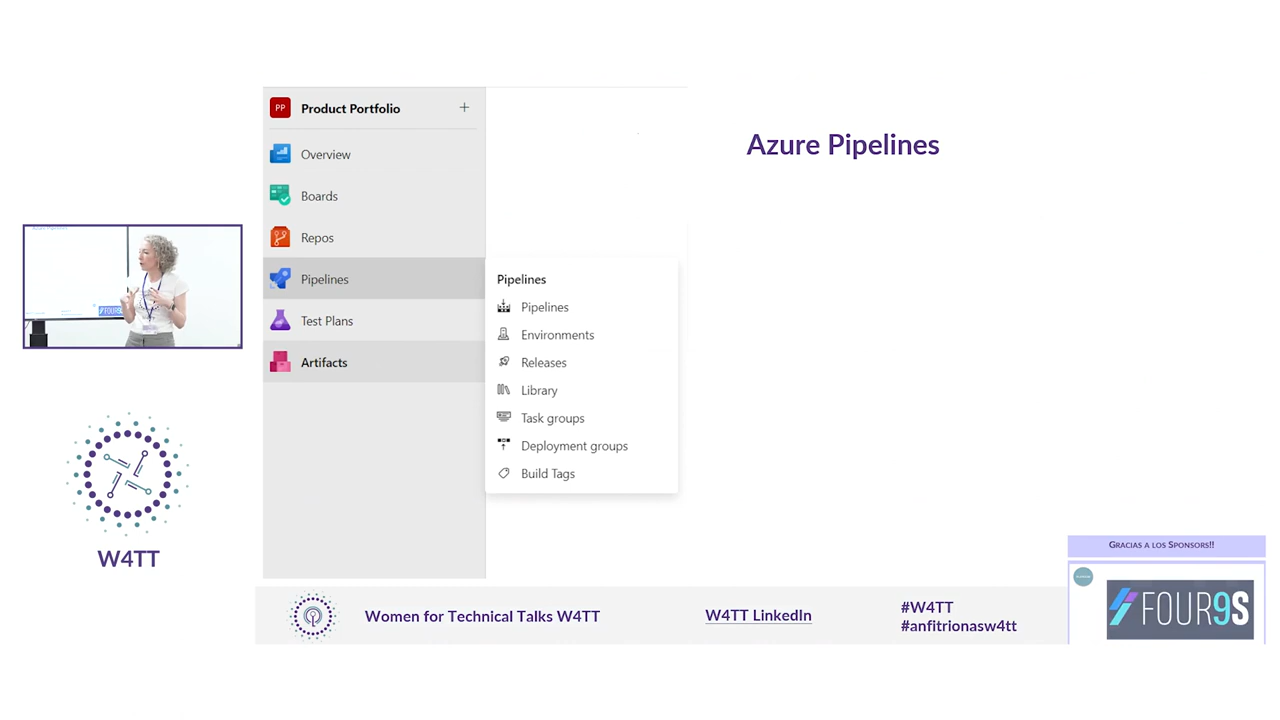 PP
Product Portfolio
Overview
Boards
Repos
Pipelines
Test Plans
Artifacts
Pipelines
Pipelines
Environments
Releases
Library
Task groups
Deployment groups
Build Tags
Azure Pipelines
W4TT
Women for Technical Talks W4TT
W4TT LinkedIn
#W4TT
#anfitrionasw4tt
Gracias a los Sponsors!!
FOUR9S